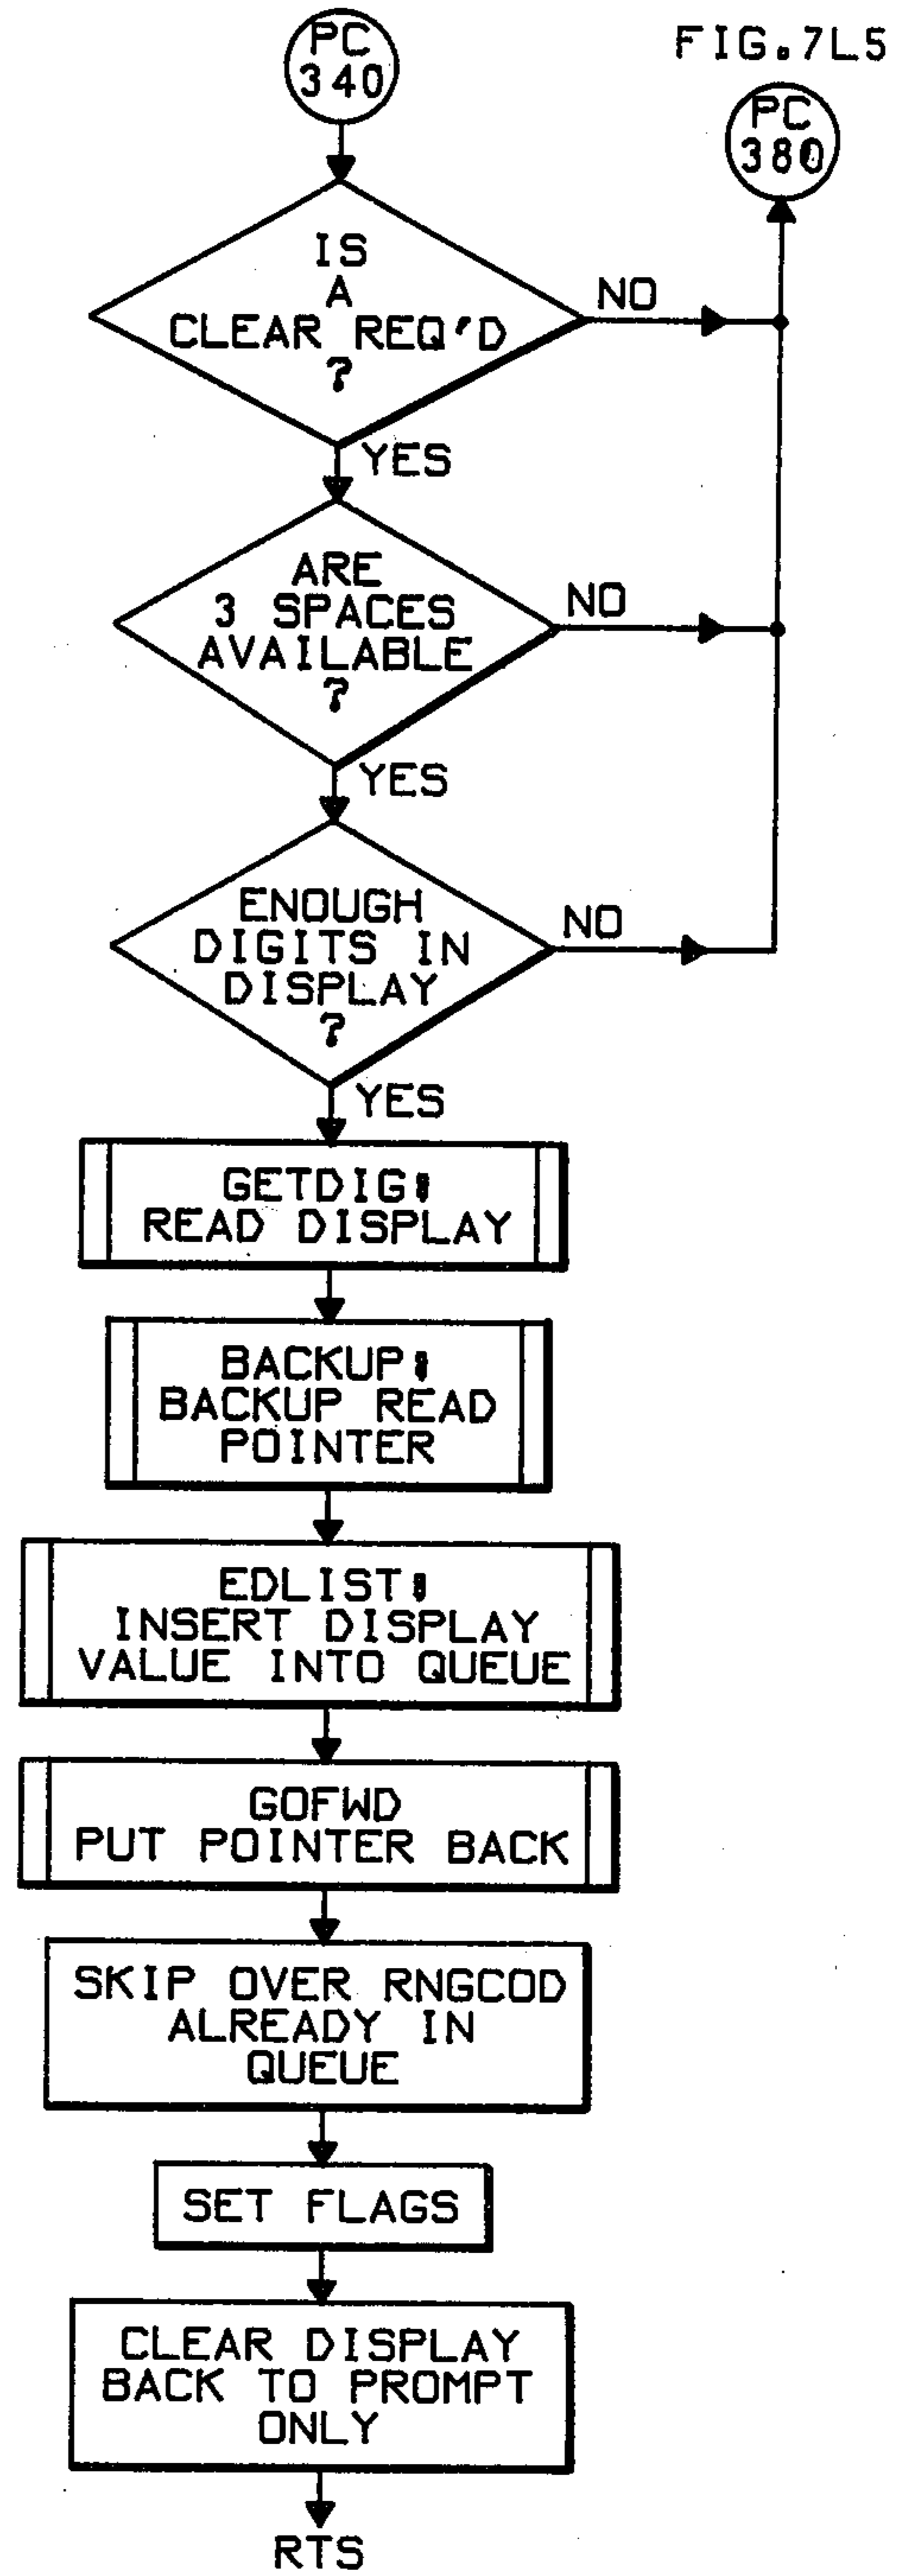 FIG.7L5
PC
340
PC
380
IS
A
CLEAR REQ'D
?
NO
YES
ARE
3 SPACES
AVAILABLE
?
NO
YES
ENOUGH
DIGITS IN
DISPLAY
?
NO
YES
GETDIG:
READ DISPLAY
BACKUP:
BACKUP READ
POINTER
EDLIST:
INSERT DISPLAY
VALUE INTO QUEUE
GOFWD
PUT POINTER BACK
SKIP OVER RNGCOD
ALREADY IN
QUEUE
SET FLAGS
CLEAR DISPLAY
BACK TO PROMPT
ONLY
RTS